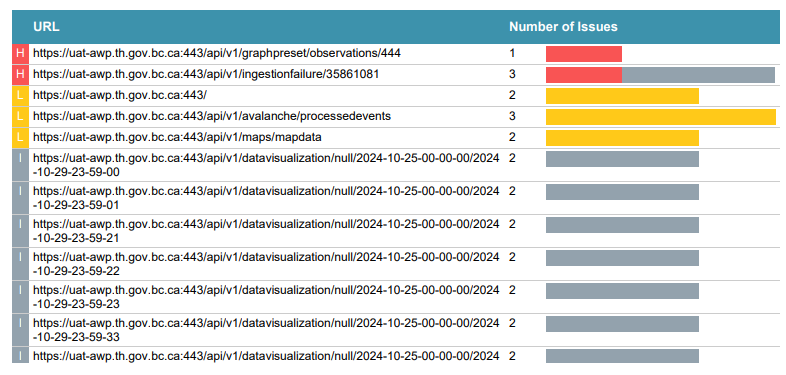 URL Number of Issues
H https://uat-awp.th.gov.bc.ca:443/api/v1/graphpreset/observations/444 1
H https://uat-awp.th.gov.bc.ca:443/api/v1/ingestionfailure/35861081 3
L https://uat-awp.th.gov.bc.ca:443/ 2
L https://uat-awp.th.gov.bc.ca:443/api/v1/avalanche/processedevents 3
L https://uat-awp.th.gov.bc.ca:443/api/v1/maps/mapdata 2
I https://uat-awp.th.gov.bc.ca:443/api/v1/datavisualization/null/2024-10-25-00-00-00/2024 2
-10-29-23-59-00
I https://uat-awp.th.gov.bc.ca:443/api/v1/datavisualization/null/2024-10-25-00-00-00/2024 2
-10-29-23-59-01
I https://uat-awp.th.gov.bc.ca:443/api/v1/datavisualization/null/2024-10-25-00-00-00/2024 2
-10-29-23-59-21
I https://uat-awp.th.gov.bc.ca:443/api/v1/datavisualization/null/2024-10-25-00-00-00/2024 2
-10-29-23-59-22
I https://uat-awp.th.gov.bc.ca:443/api/v1/datavisualization/null/2024-10-25-00-00-00/2024 2
-10-29-23-59-23
I https://uat-awp.th.gov.bc.ca:443/api/v1/datavisualization/null/2024-10-25-00-00-00/2024 2
-10-29-23-59-33
I https://uat-awp.th.gov.bc.ca:443/api/v1/datavisualization/null/2024-10-25-00-00-00/2024 2